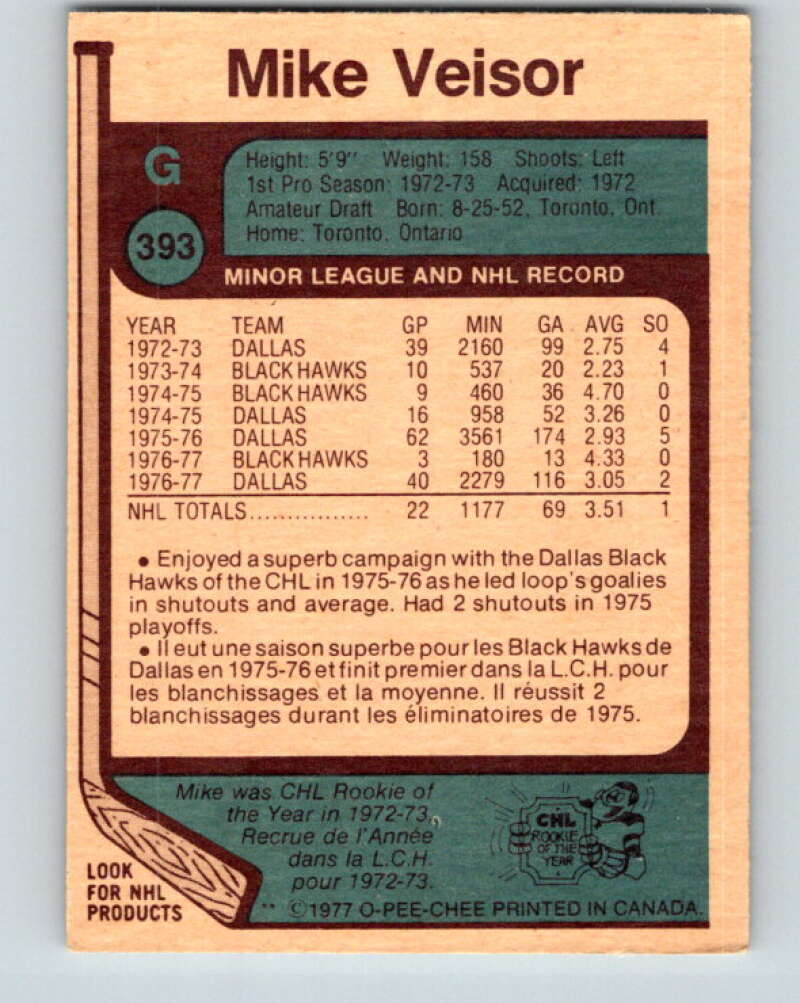 Mike Veisor
G
393
Height: 5'9" Weight: 158 Shoots: Left
1st Pro Season: 1972-73 Acquired: 1972
Amateur Draft Born: 8-25-52, Toronto, Ont.
Home: Toronto, Ontario
MINOR LEAGUE AND NHL RECORD
YEAR TEAM GP MIN GA AVG SO
1972-73 DALLAS 39 2160 99 2.75 4
1973-74 BLACK HAWKS 10 537 20 2.23 1
1974-75 BLACK HAWKS 9 460 36 4.70 0
1974-75 DALLAS 16 958 52 3.26 0
1975-76 DALLAS 62 3561 174 2.93 5
1976-77 BLACK HAWKS 3 180 13 4.33 0
1976-77 DALLAS 40 2279 116 3.05 2
NHL TOTALS................ 22 1177 69 3.51 1
• Enjoyed a superb campaign with the Dallas Black
Hawks of the CHL in 1975-76 as he led loop's goalies
in shutouts and average. Had 2 shutouts in 1975
playoffs.
• Il eut une saison superbe pour les Black Hawks de
Dallas en 1975-76 et finit premier dans la L.C.H. pour
les blanchissages et la moyenne. Il réussit 2
blanchissages durant les éliminatoires de 1975.
Mike was CHL Rookie of
the Year in 1972-73.
Recrue de l'Année
dans la L.C.H.
pour 1972-73.
CHL
ROOKIE
OF THE
YEAR
LOOK
FOR NHL
PRODUCTS
** ©1977 O-PEE-CHEE PRINTED IN CANADA.